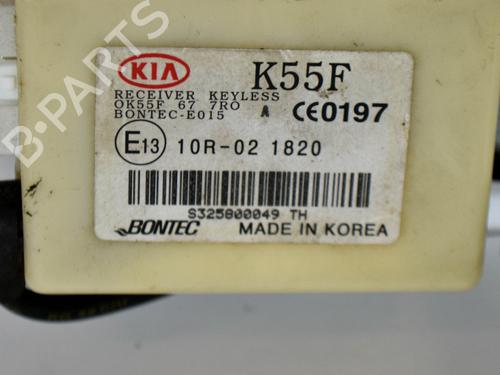 B-PARTS
KIA
K55F
RECEIVER KEYLESS
OK55F 67 7RO
BONTEC-E015 A CE0197
E13 10R-02 1820
S325800049 TH
BONTEC MADE IN KOREA